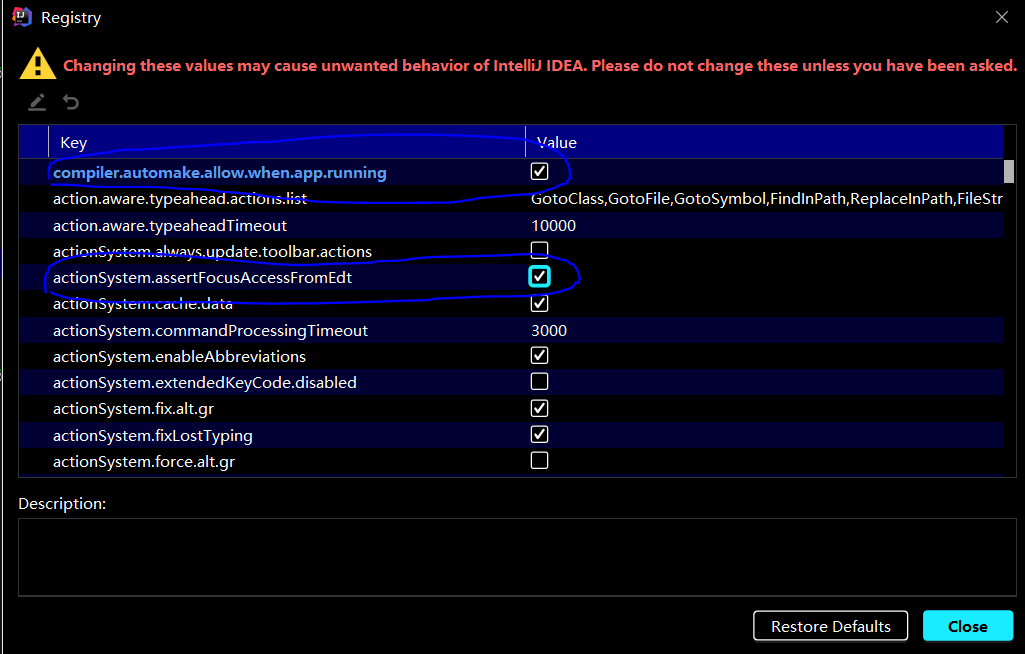 Registry
Changing these values may cause unwanted behavior of IntelliJ IDEA. Please do not change these unless you have been asked.
Key Value
compiler.automake.allow.when.app.running
action.aware.typeahead.actions.list GotoClass,GotoFile,GotoSymbol,FindInPath,ReplaceInPath,FileStr
action.aware.typeaheadTimeout 10000
actionSystem.always.update.toolbar.actions
actionSystem.assertFocusAccessFromEdt
actionSystem.cache.data
actionSystem.commandProcessingTimeout 3000
actionSystem.enableAbbreviations
actionSystem.extendedKeyCode.disabled
actionSystem.fix.alt.gr
actionSystem.fixLostTyping
actionSystem.force.alt.gr
Description:
Restore Defaults Close